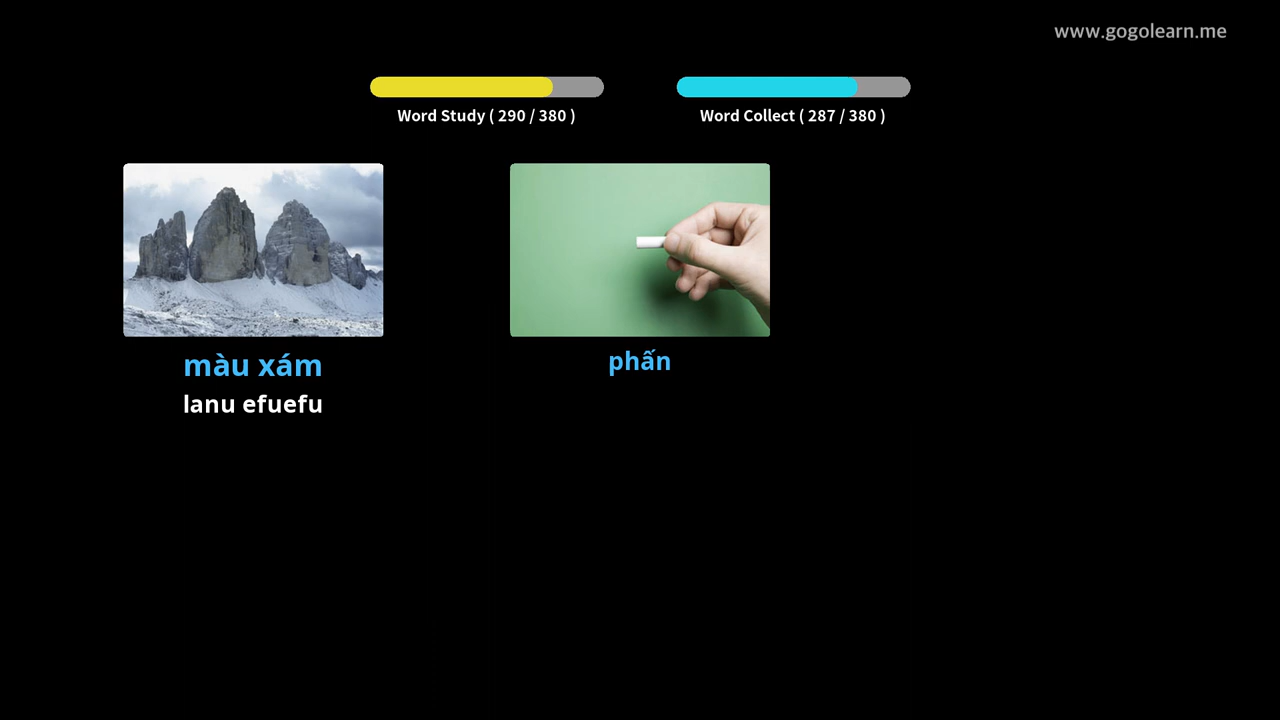 www.gogolearn.me
Word Study ( 290 / 380 )
Word Collect ( 287 / 380 )
màu xám
lanu efuefu
phấn